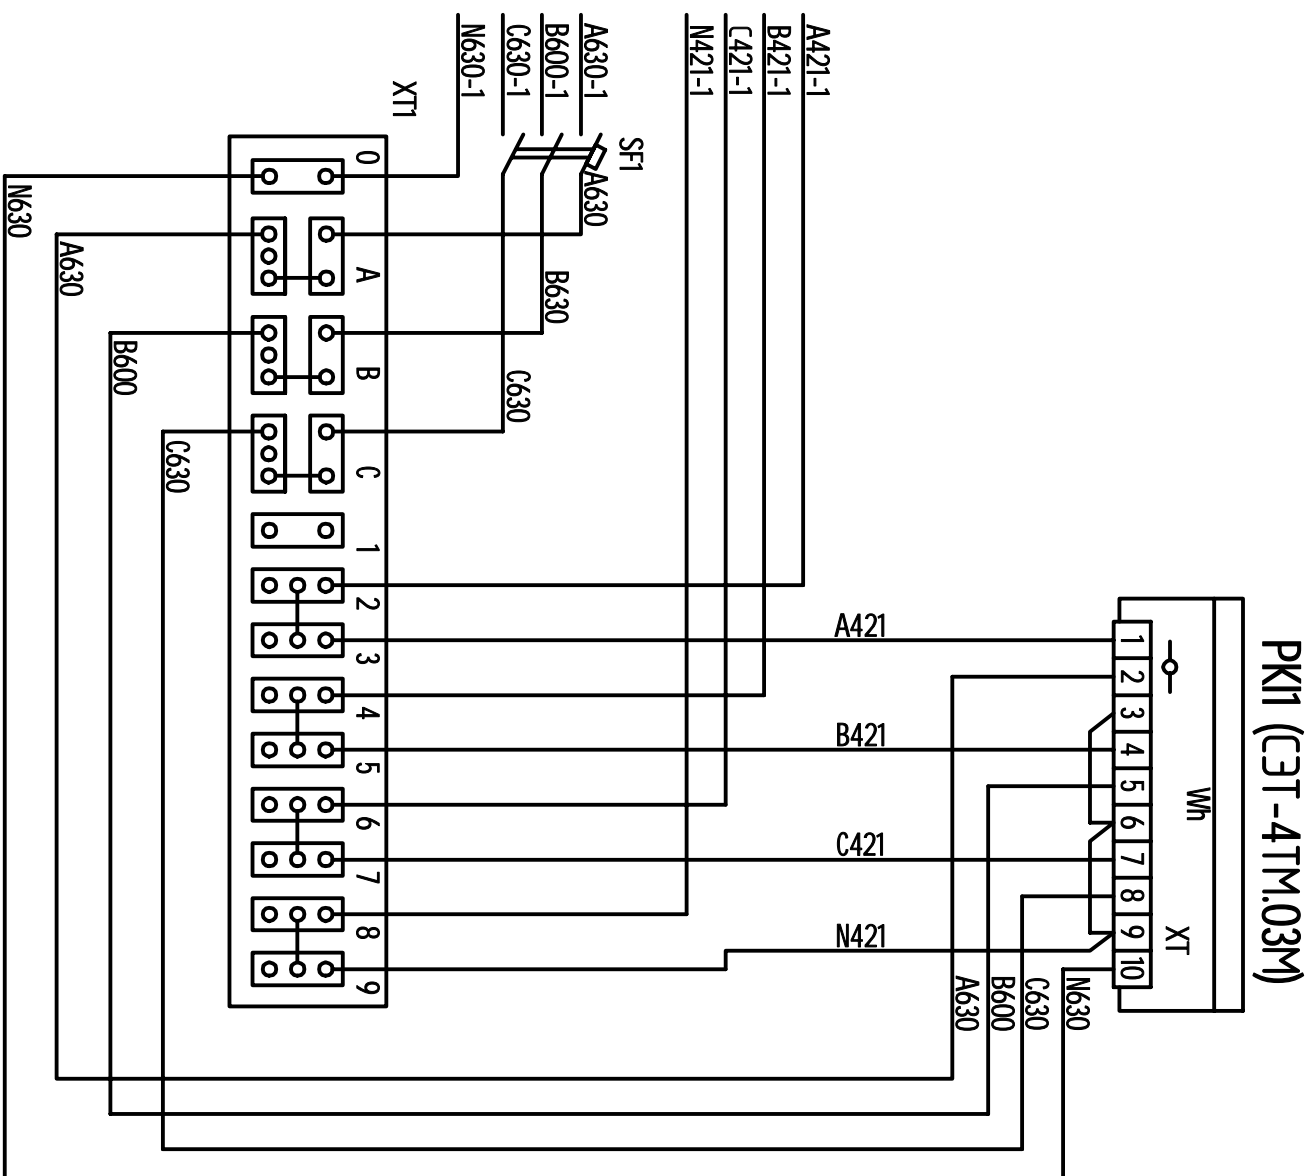 A421-1
B421-1
C421-1
N421-1
A630-1
B600-1
C630-1
N630-1
SF1
A630
B630
C630
XT1
0
A
B
C
1
2
3
4
5
6
7
8
9
N630
A630
B600
C630
A421
B421
C421
N421
PKI1 (СЭТ-4ТМ.03М)
Wh
XT
1
2
3
4
5
6
7
8
9
10
N630
C630
B600
A630